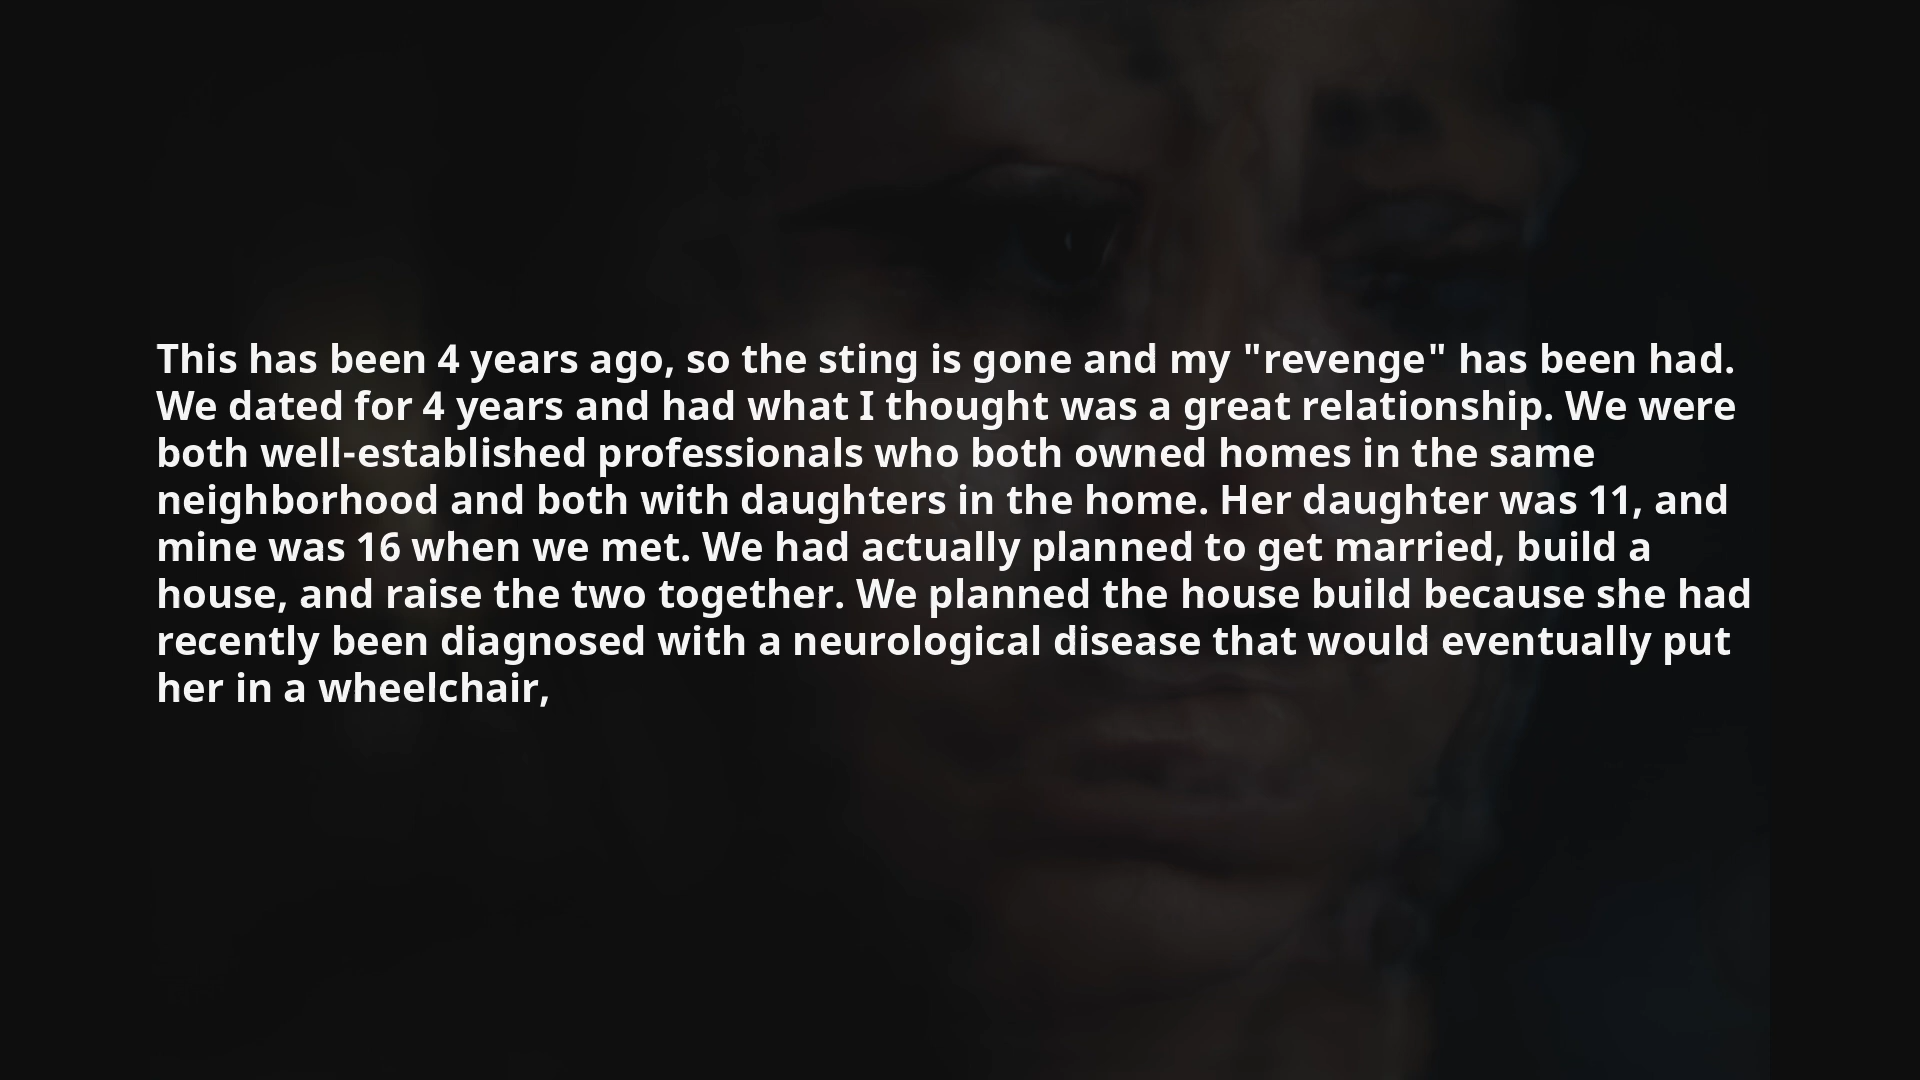 This has been 4 years ago, so the sting is gone and my "revenge" has been had.
We dated for 4 years and had what I thought was a great relationship. We were
both well-established professionals who both owned homes in the same
neighborhood and both with daughters in the home. Her daughter was 11, and
mine was 16 when we met. We had actually planned to get married, build a
house, and raise the two together. We planned the house build because she had
recently been diagnosed with a neurological disease that would eventually put
her in a wheelchair,